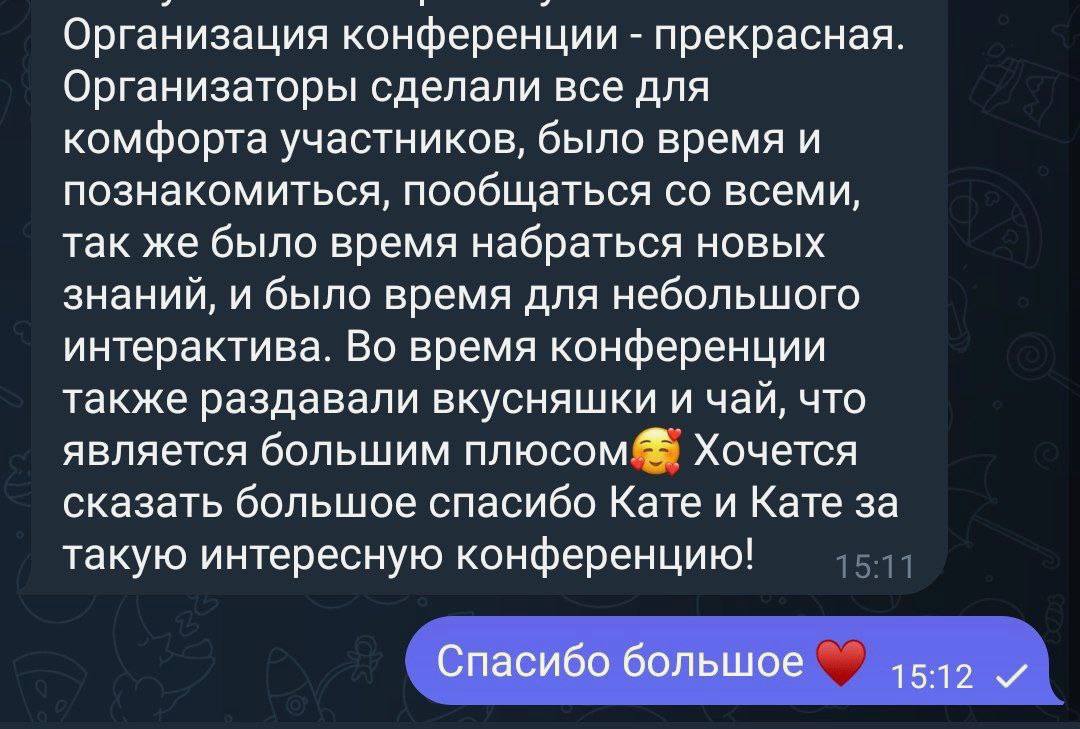 Организация конференции - прекрасная.
Организаторы сделали все для
комфорта участников, было время и
познакомиться, пообщаться со всеми,
так же было время набраться новых
знаний, и было время для небольшого
интерактива. Во время конференции
также раздавали вкусняшки и чай, что
является большим плюсом🥰 Хочется
сказать большое спасибо Кате и Кате за
такую интересную конференцию! 15:11
Спасибо большое ♥️ 15:12